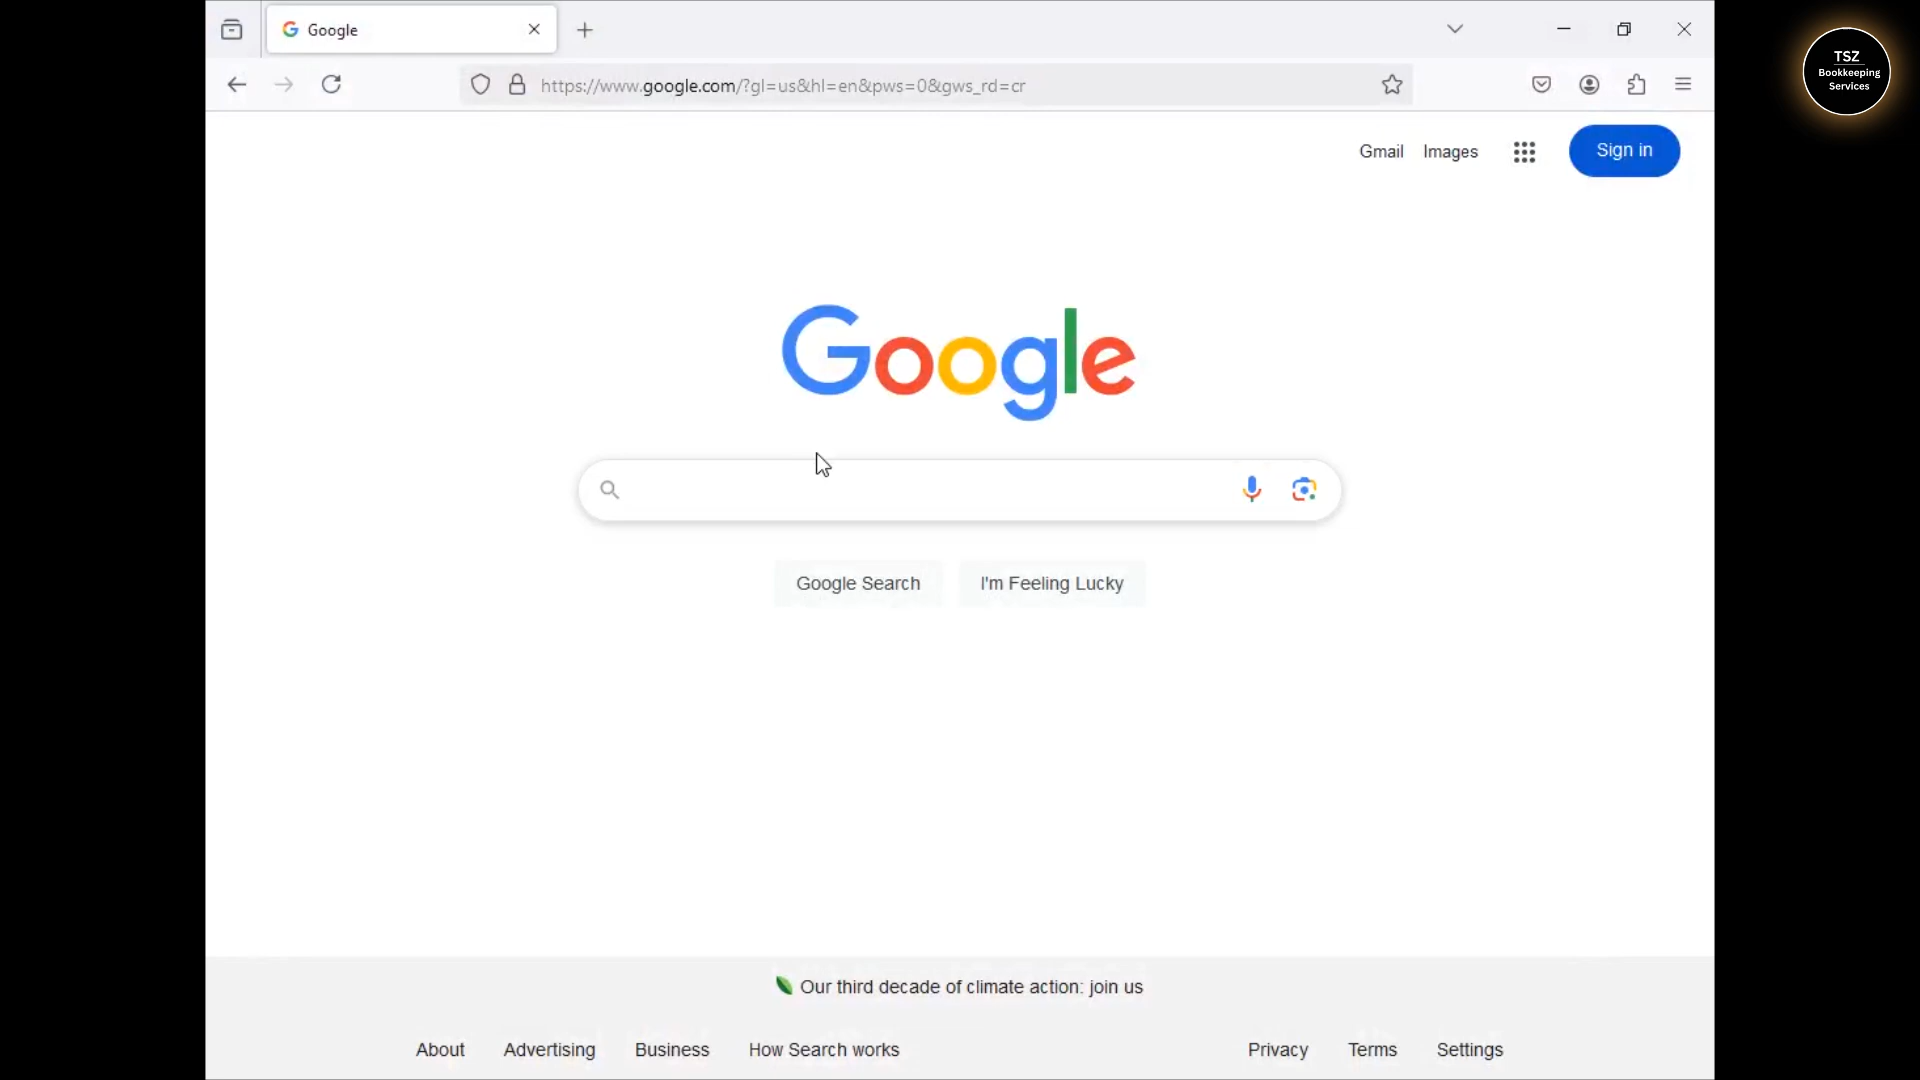 Google
TSZ
Bookkeeping
Services
https://www.google.com/?gl=us&hl=en&pws=0&gws_rd=cr
Gmail
Images
Sign in
Google
Google Search
I'm Feeling Lucky
Our third decade of climate action: join us
About
Advertising
Business
How Search works
Privacy
Terms
Settings